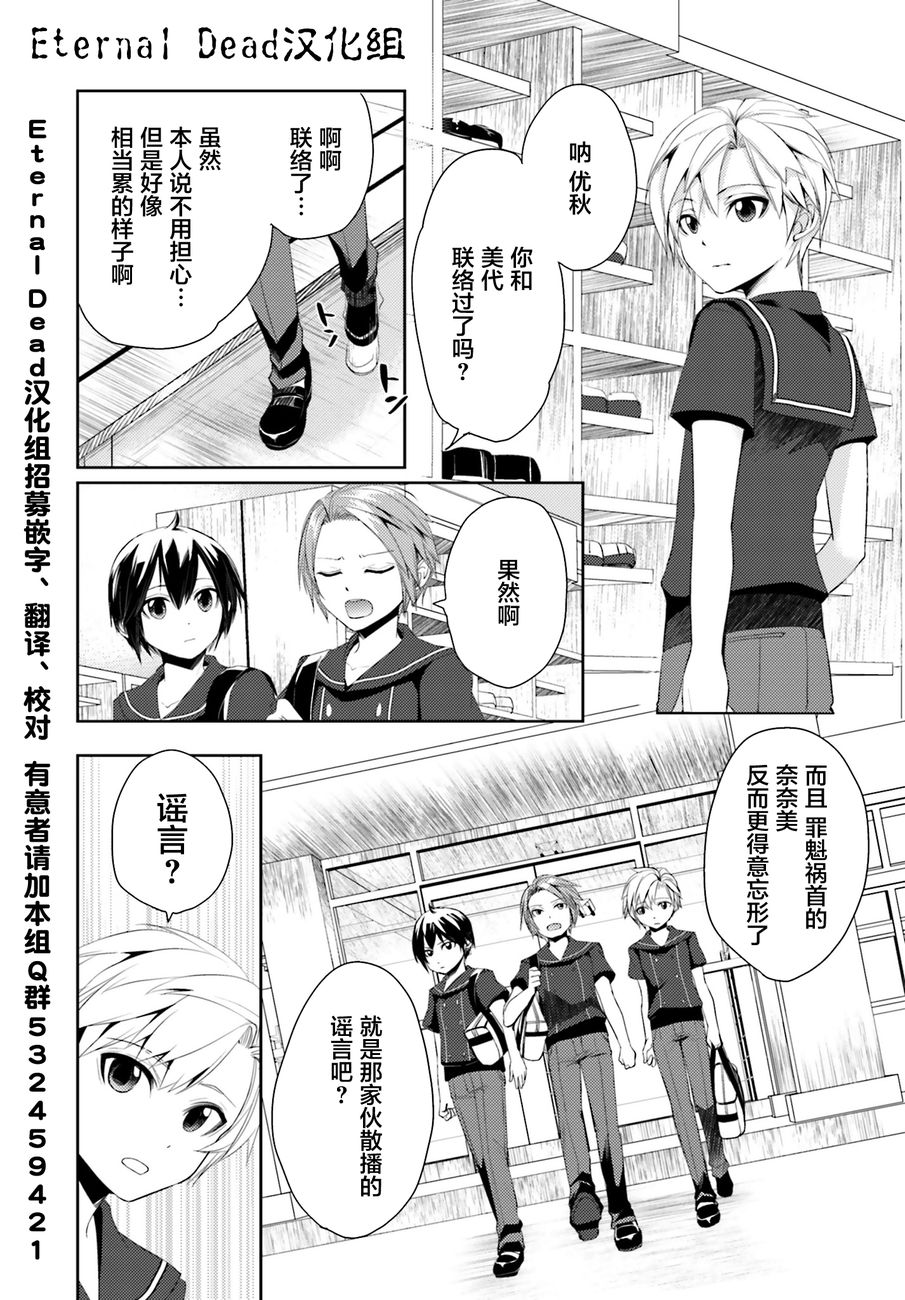 Eternal Dead汉化组
Eternal Dead汉化组招募嵌字、翻译、校对 有意者请加本组Q群532459421
呐 优秋
你和
美代
联络过了吗?
啊啊
联络了…
虽然
本人说不用担心…
但是好像
相当累的样子啊
果然啊
而且 罪魁祸首的
奈奈美
反而更得意忘形了
就是那家伙散播的
谣言吧?
谣言?